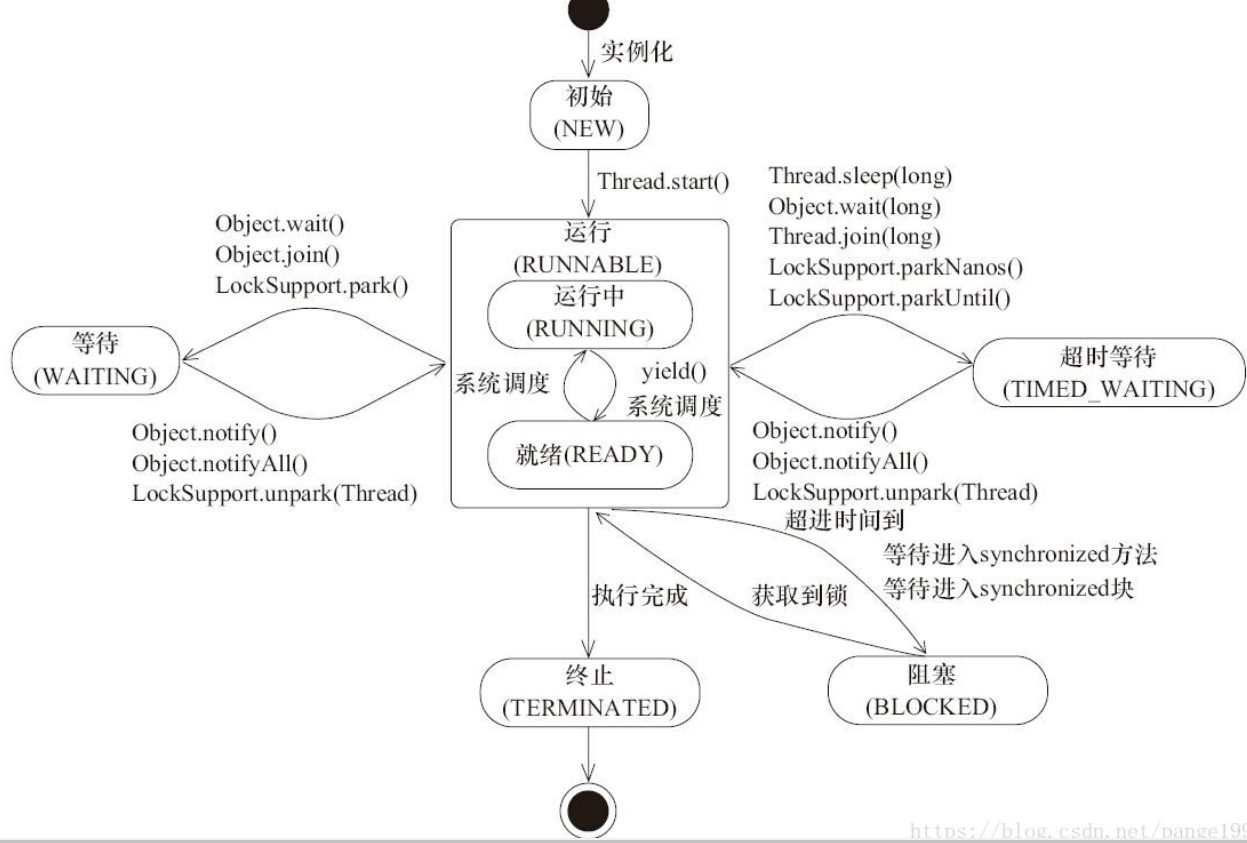 实例化
初始
(NEW)
Thread.start()
Thread.sleep(long)
Object.wait(long)
Thread.join(long)
LockSupport.parkNanos()
LockSupport.parkUntil()
Object.wait()
Object.join()
LockSupport.park()
运行
(RUNNABLE)
运行中
(RUNNING)
等待
(WAITING)
系统调度
yield()
系统调度
超时等待
(TIMED_WAITING)
就绪(READY)
Object.notify()
Object.notifyAll()
LockSupport.unpark(Thread)
Object.notify()
Object.notifyAll()
LockSupport.unpark(Thread)
超进时间到
等待进入synchronized方法
等待进入synchronized块
执行完成
获取到锁
终止
(TERMINATED)
阻塞
(BLOCKED)
https://blog.csdn.net/pange199